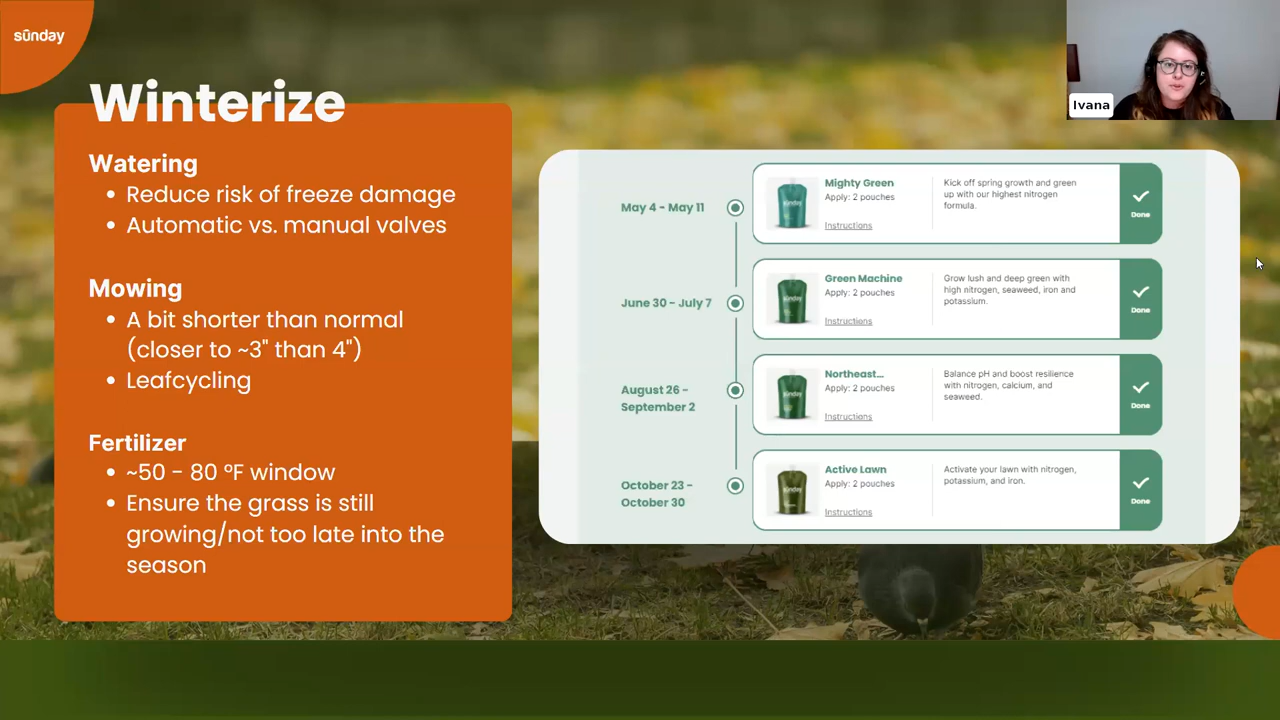 sünday
Winterize
Watering
• Reduce risk of freeze damage
• Automatic vs. manual valves
Mowing
• A bit shorter than normal
(closer to ~3" than 4")
• Leafcycling
Fertilizer
• ~50 - 80 °F window
• Ensure the grass is still
growing/not too late into the
season
Ivana
May 4 - May 11
Mighty Green
Apply: 2 pouches
Instructions
Kick off spring growth and green
up with our highest nitrogen
formula.
Done
June 30 - July 7
Green Machine
Apply: 2 pouches
Instructions
Grow lush and deep green with
high nitrogen, seaweed, iron and
potassium.
Done
August 26 -
September 2
Northeast...
Apply: 2 pouches
Instructions
Balance pH and boost resilience
with nitrogen, calcium, and
seaweed.
Done
October 23 -
October 30
Active Lawn
Apply: 2 pouches
Instructions
Activate your lawn with nitrogen,
potassium, and iron.
Done